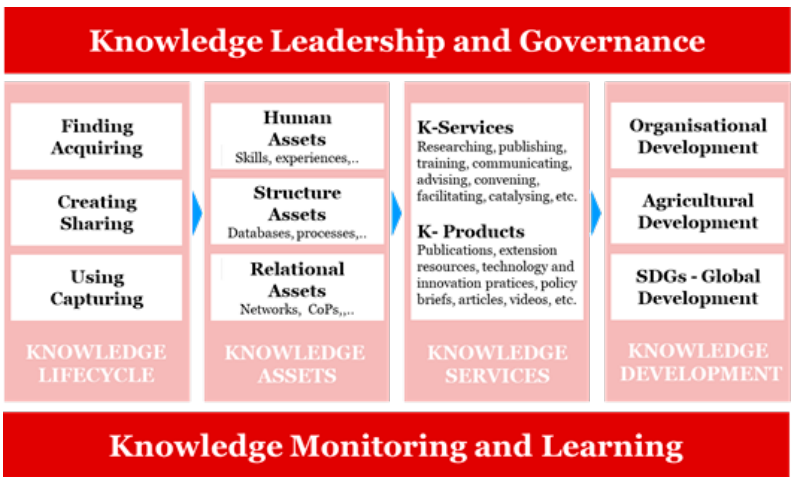 Knowledge Leadership and Governance
Finding
Acquiring
Creating
Sharing
Using
Capturing
KNOWLEDGE
LIFECYCLE
Human
Assets
Skills, experiences,..
Structure
Assets
Databases, processes,..
Relational
Assets
Networks,  CoPs,,..
KNOWLEDGE
ASSETS
K-Services
Researching, publishing,
training, communicating,
advising, convening,
facilitating, catalysing, etc.
K- Products
Publications, extension
resources, technology and
innovation pratices, policy
briefs, articles, videos, etc.
KNOWLEDGE
SERVICES
Organisational
Development
Agricultural
Development
SDGs - Global
Development
KNOWLEDGE
DEVELOPMENT
Knowledge Monitoring and Learning